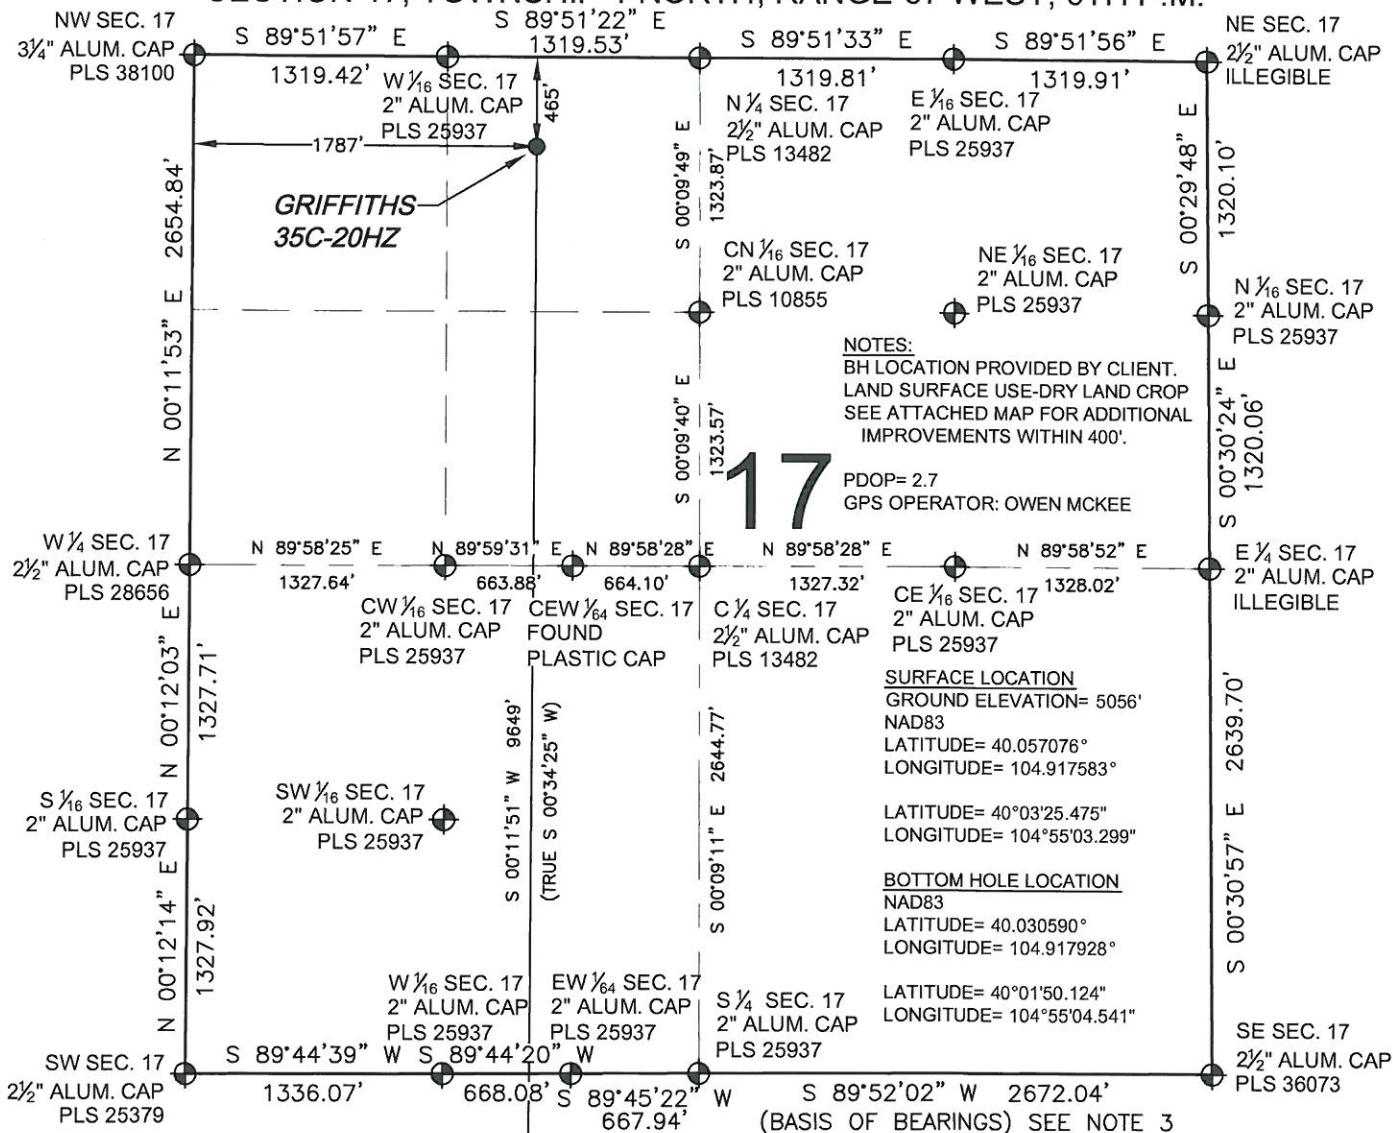 SECTION 17, TOWNSHIP 1 NORTH, RANGE 67 WEST, 6TH P.M.
NW SEC. 17
3¼" ALUM. CAP
PLS 38100
S 89°51'57" E
1319.42'
S 89°51'22" E
1319.53'
S 89°51'33" E
1319.81'
S 89°51'56" E
1319.91'
NE SEC. 17
2½" ALUM. CAP
ILLEGIBLE
W 1/16 SEC. 17
2" ALUM. CAP
PLS 25937
465'
N ¼ SEC. 17
2½" ALUM. CAP
PLS 13482
E 1/16 SEC. 17
2" ALUM. CAP
PLS 25937
1787'
GRIFFITHS
35C-20HZ
N 00°11'53" E 2654.84'
S 00°09'49" E
1323.87'
S 00°29'48" E
1320.10'
CN 1/16 SEC. 17
2" ALUM. CAP
PLS 10855
NE 1/16 SEC. 17
2" ALUM. CAP
PLS 25937
N 1/16 SEC. 17
2" ALUM. CAP
PLS 25937
NOTES:
BH LOCATION PROVIDED BY CLIENT.
LAND SURFACE USE-DRY LAND CROP
SEE ATTACHED MAP FOR ADDITIONAL
IMPROVEMENTS WITHIN 400'.
PDOP= 2.7
GPS OPERATOR: OWEN MCKEE
S 00°09'40" E
1323.57'
17
S 00°30'24" E
1320.06'
W ¼ SEC. 17
2½" ALUM. CAP
PLS 28656
N 89°58'25" E
1327.64'
N 89°59'31" E
663.88'
N 89°58'28" E
664.10'
N 89°58'28" E
1327.32'
N 89°58'52" E
1328.02'
E ¼ SEC. 17
2" ALUM. CAP
ILLEGIBLE
CW 1/16 SEC. 17
2" ALUM. CAP
PLS 25937
CEW 1/64 SEC. 17
FOUND
PLASTIC CAP
C ¼ SEC. 17
2½" ALUM. CAP
PLS 13482
CE 1/16 SEC. 17
2" ALUM. CAP
PLS 25937
N 00°12'03" E
1327.71'
S 00°11'51" W 9649'
(TRUE S 00°34'25" W)
S 00°09'11" E 2644.77'
SURFACE LOCATION
GROUND ELEVATION= 5056'
NAD83
LATITUDE= 40.057076°
LONGITUDE= 104.917583°
LATITUDE= 40°03'25.475"
LONGITUDE= 104°55'03.299"
BOTTOM HOLE LOCATION
NAD83
LATITUDE= 40.030590°
LONGITUDE= 104.917928°
LATITUDE= 40°01'50.124"
LONGITUDE= 104°55'04.541"
S 00°30'57" E 2639.70'
S 1/16 SEC. 17
2" ALUM. CAP
PLS 25937
SW 1/16 SEC. 17
2" ALUM. CAP
PLS 25937
N 00°12'14" E
1327.92'
W 1/16 SEC. 17
2" ALUM. CAP
PLS 25937
EW 1/64 SEC. 17
2" ALUM. CAP
PLS 25937
S ¼ SEC. 17
2" ALUM. CAP
PLS 25937
SW SEC. 17
2½" ALUM. CAP
PLS 25379
S 89°44'39" W
1336.07'
S 89°44'20" W
668.08'
S 89°45'22" W
667.94'
S 89°52'02" W 2672.04'
(BASIS OF BEARINGS) SEE NOTE 3
SE SEC. 17
2½" ALUM. CAP
PLS 36073